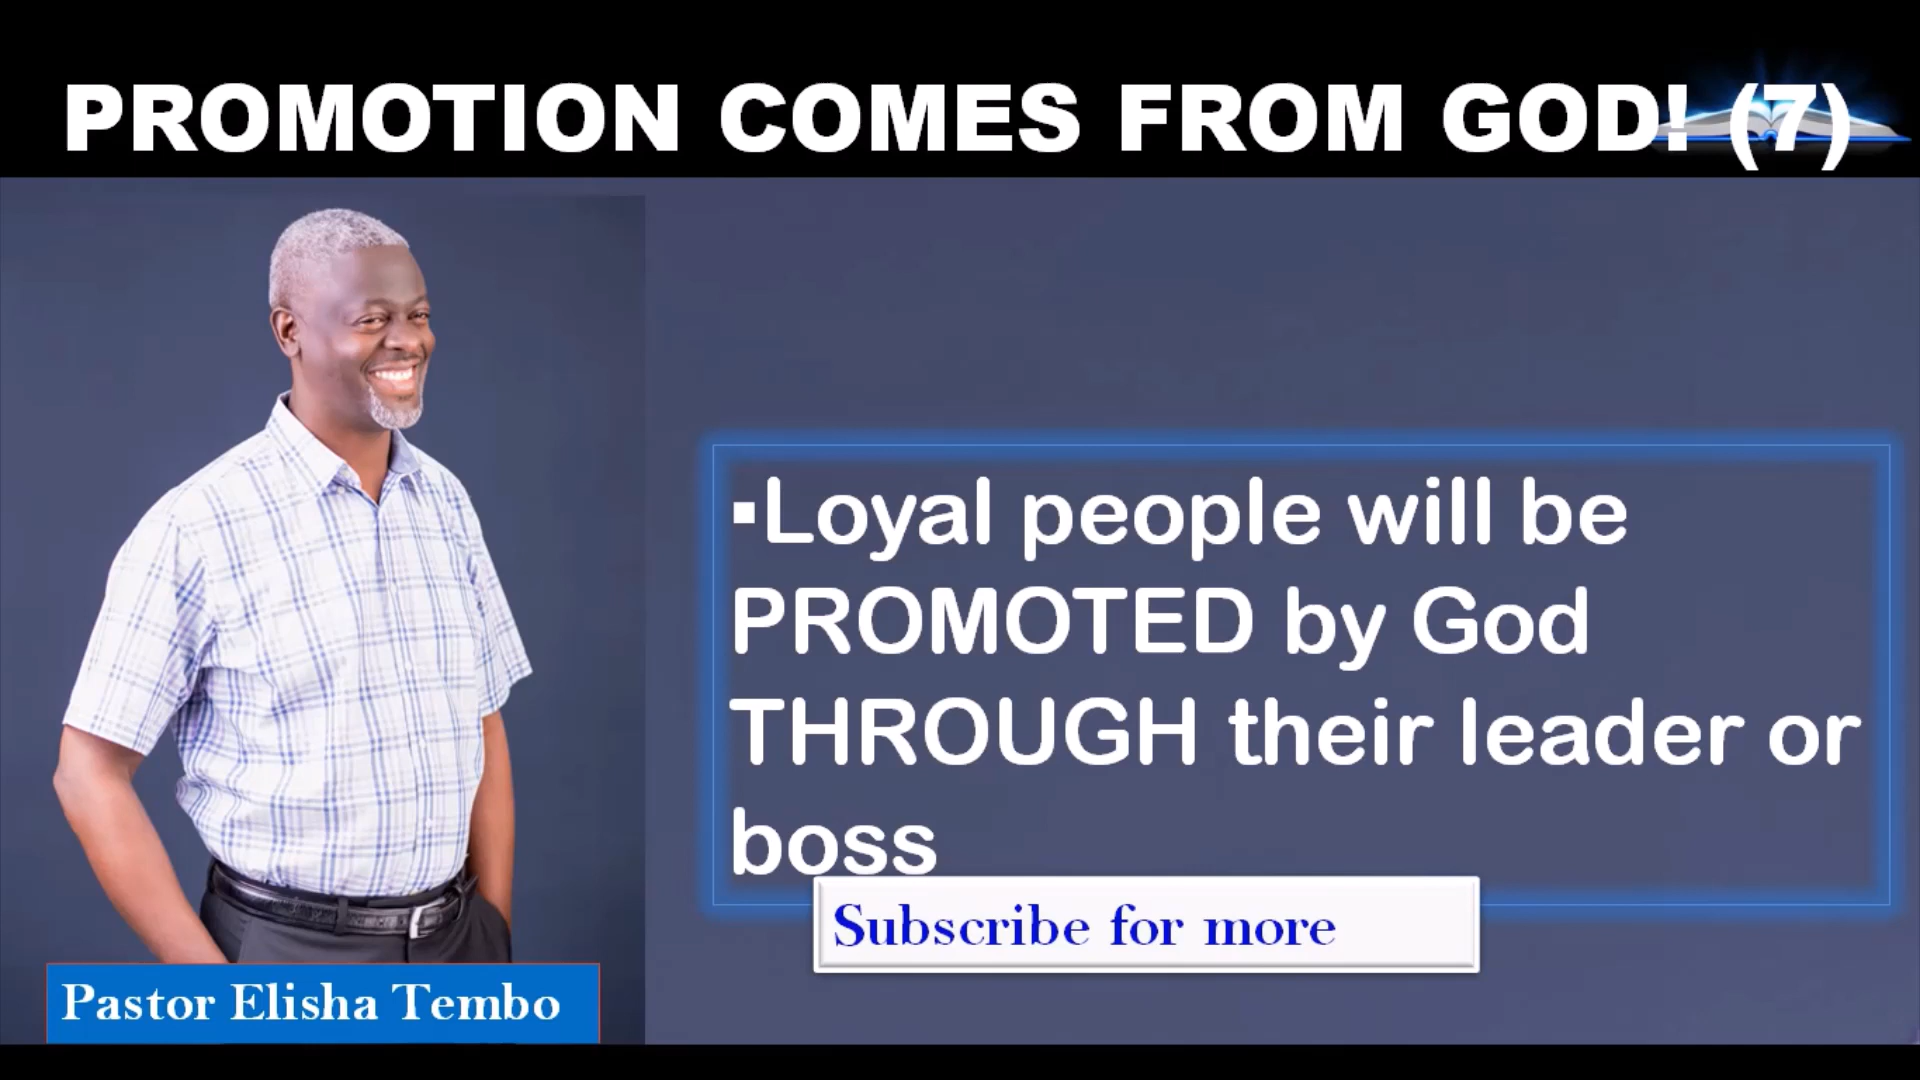 PROMOTION COMES FROM GOD! (7)
▪Loyal people will be
PROMOTED by God
THROUGH their leader or
boss
Subscribe for more
Pastor Elisha Tembo